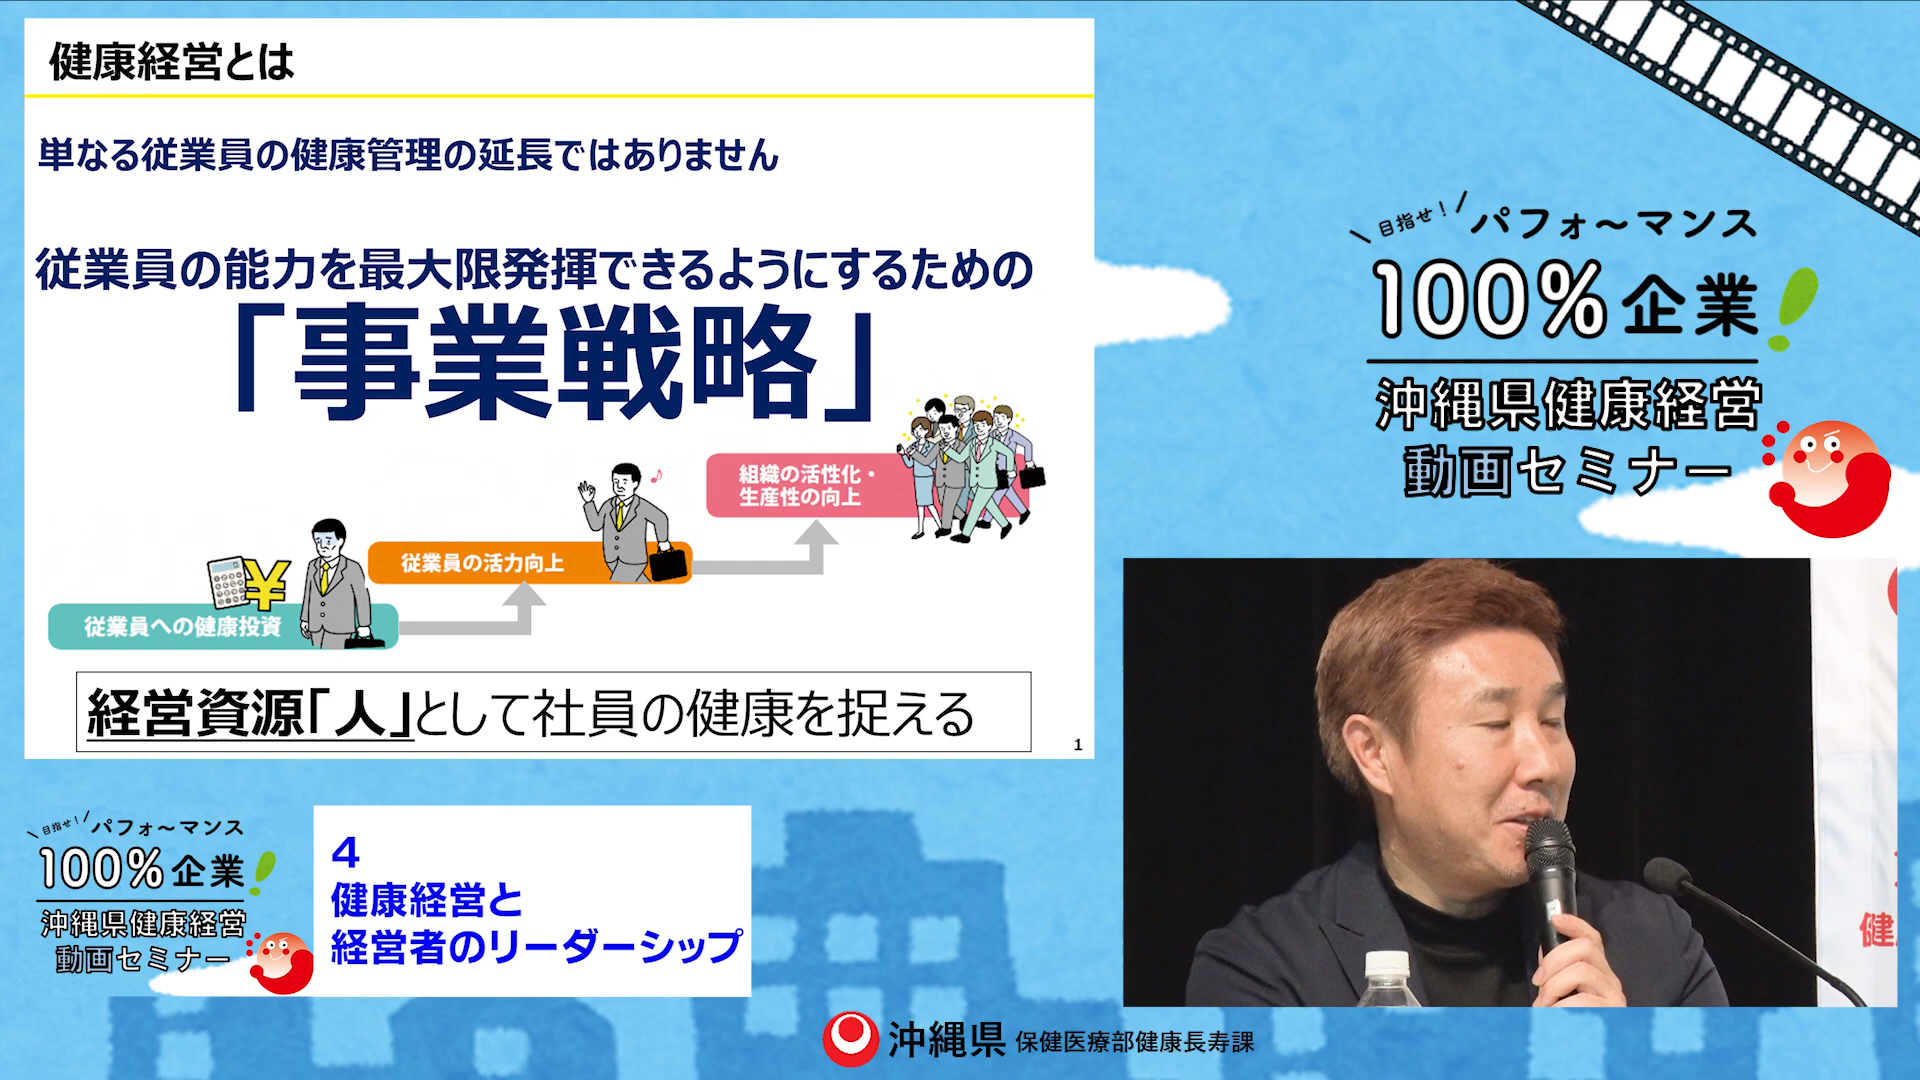 健康経営とは
単なる従業員の健康管理の延長ではありません
従業員の能力を最大限発揮できるようにするための
「事業戦略」
組織の活性化・
生産性の向上
従業員の活力向上
従業員への健康投資
経営資源「人」として社員の健康を捉える
1
目指せ!
パフォ～マンス
100%企業!
沖縄県健康経営
動画セミナー
健
目指せ!
パフォ～マンス
100%企業!
沖縄県健康経営
動画セミナー
4
健康経営と
経営者のリーダーシップ
沖縄県 保健医療部健康長寿課